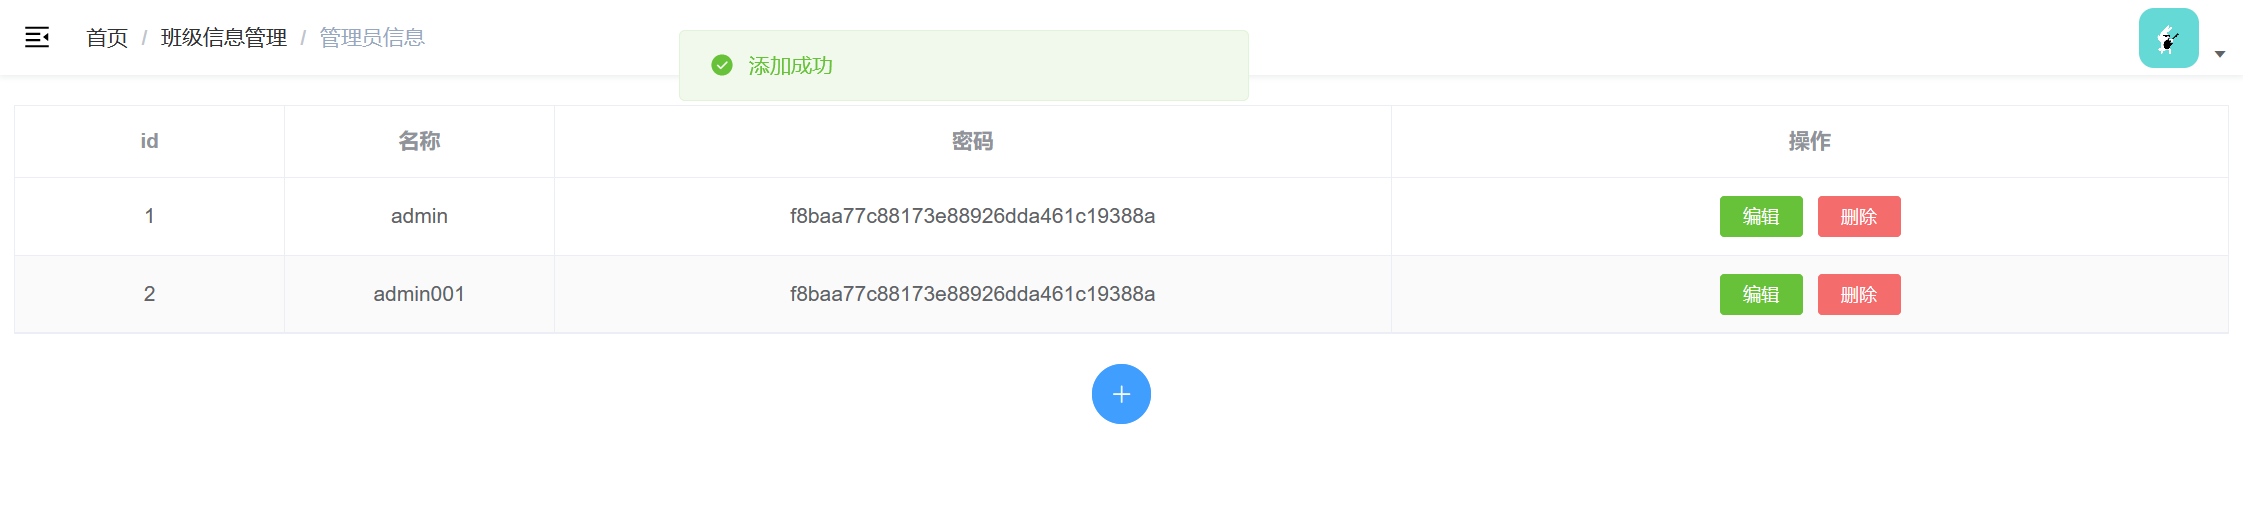 首页 / 班级信息管理 / 管理员信息
添加成功
id 名称 密码 操作
1 admin f8baa77c88173e88926dda461c19388a 编辑 删除
2 admin001 f8baa77c88173e88926dda461c19388a 编辑 删除